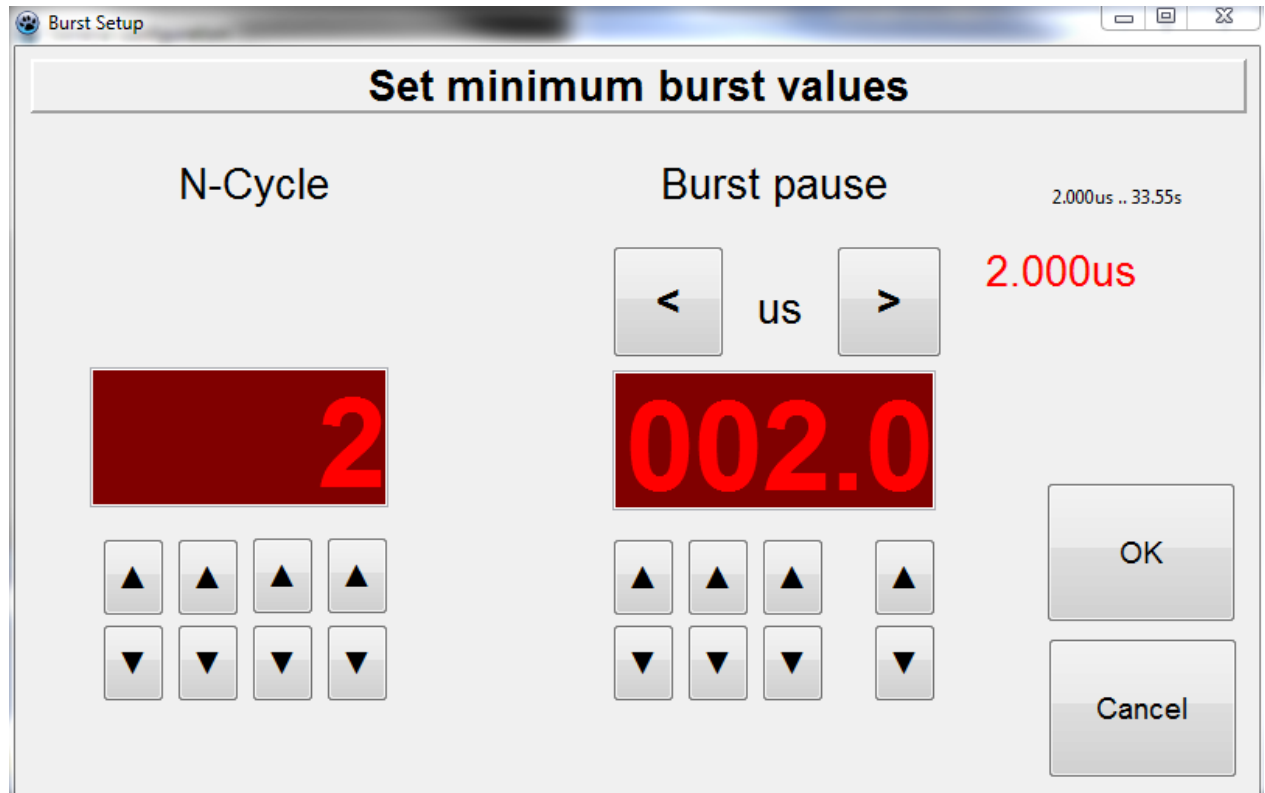 Burst Setup
Set minimum burst values
N-Cycle
Burst pause
2.000us .. 33.55s
< us >
2.000us
2
002.0
OK
Cancel